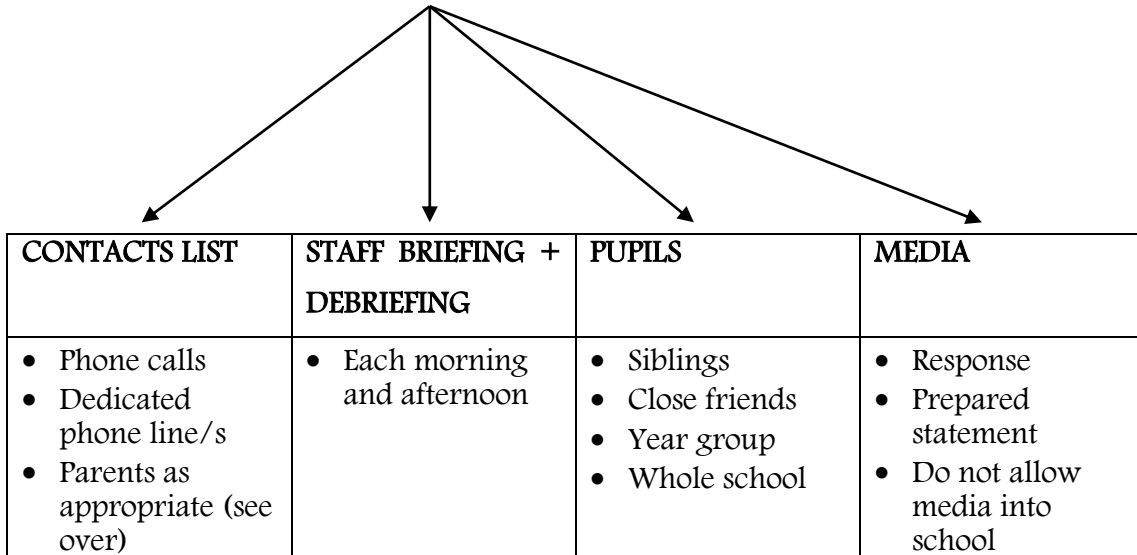 CONTACTS LIST
STAFF BRIEFING +
DEBRIEFING
PUPILS
MEDIA
• Phone calls
• Dedicated
phone line/s
• Parents as
appropriate (see
over)
• Each morning
and afternoon
• Siblings
• Close friends
• Year group
• Whole school
• Response
• Prepared
statement
• Do not allow
media into
school